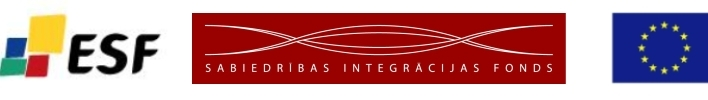 ESF
SABIEDRĪBAS INTEGRĀCIJAS FONDS